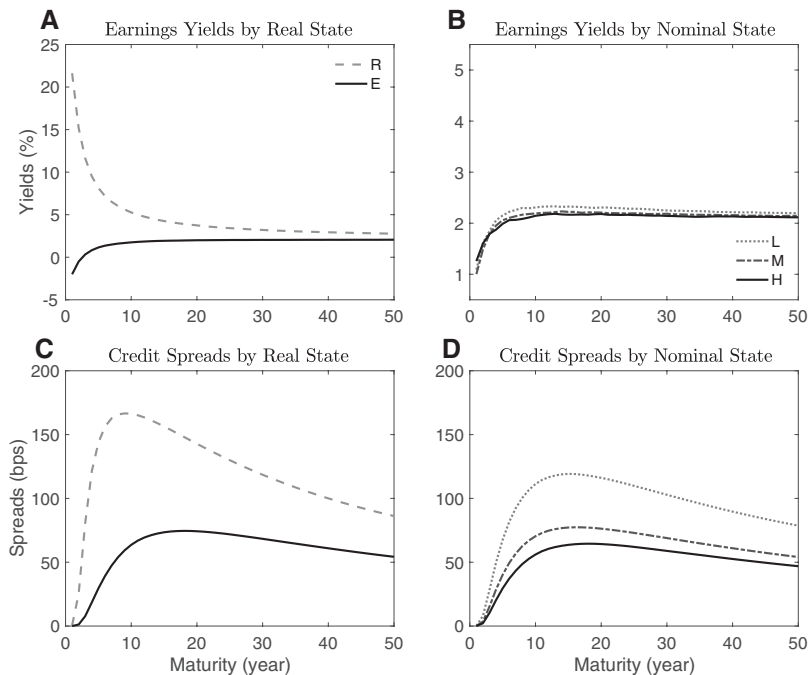 A
Earnings Yields by Real State
25
20
15
10
5
0
-5
Yields (%)
R
E
0 10 20 30 40 50
B
Earnings Yields by Nominal State
5
4
3
2
1
L
M
H
0 10 20 30 40 50
C
Credit Spreads by Real State
200
150
100
50
0
Spreads (bps)
0 10 20 30 40 50
Maturity (year)
D
Credit Spreads by Nominal State
200
150
100
50
0
0 10 20 30 40 50
Maturity (year)